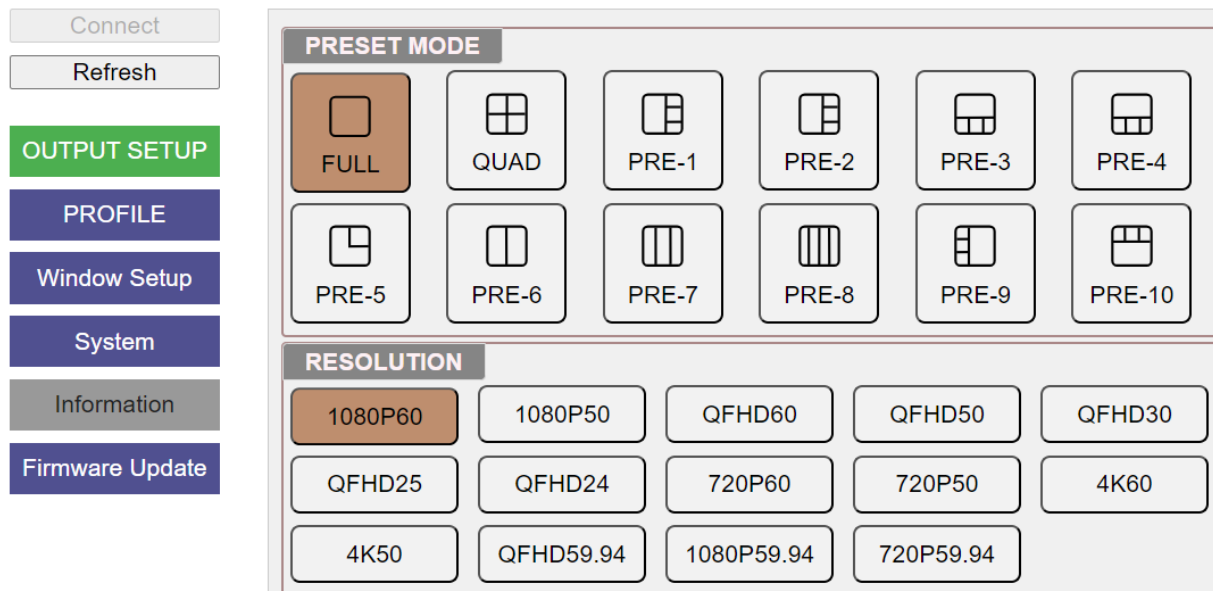 Connect
Refresh
OUTPUT SETUP
PROFILE
Window Setup
System
Information
Firmware Update
PRESET MODE
FULL QUAD PRE-1 PRE-2 PRE-3 PRE-4
PRE-5 PRE-6 PRE-7 PRE-8 PRE-9 PRE-10
RESOLUTION
1080P60 1080P50 QFHD60 QFHD50 QFHD30
QFHD25 QFHD24 720P60 720P50 4K60
4K50 QFHD59.94 1080P59.94 720P59.94